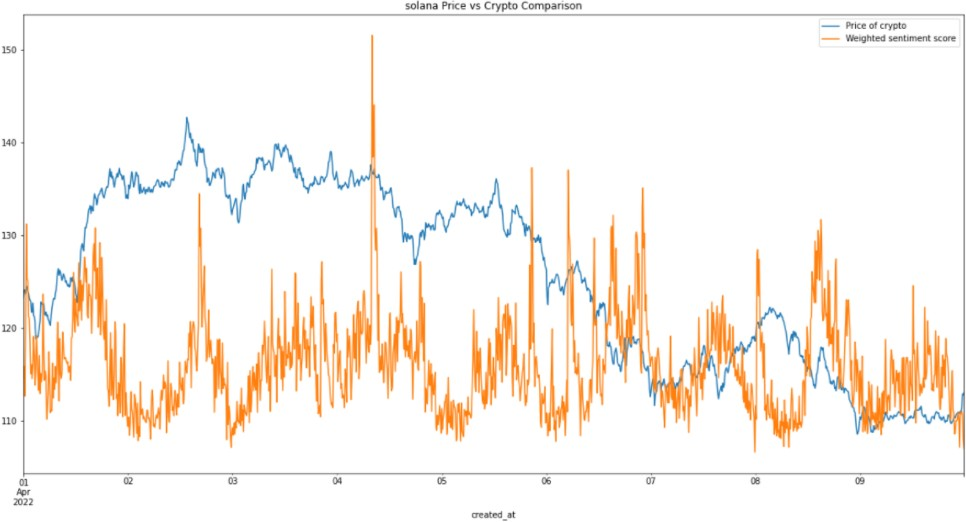 solana Price vs Crypto Comparison
Price of crypto
Weighted sentiment score
150
140
130
120
110
01 02 03 04 05 06 07 08 09
Apr
2022
created_at